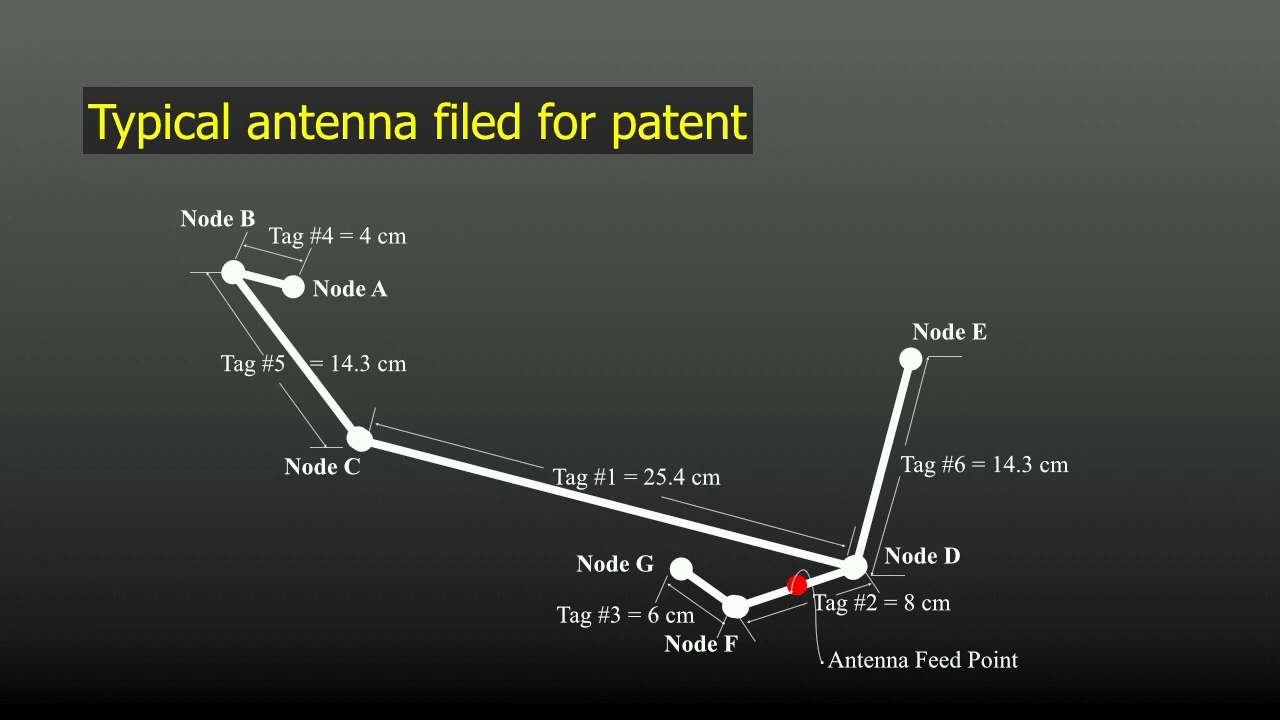 Typical antenna filed for patent
Node B
Tag #4 = 4 cm
Node A
Node E
Tag #5 = 14.3 cm
Node C
Tag #1 = 25.4 cm
Tag #6 = 14.3 cm
Node G
Node D
Tag #3 = 6 cm
Tag #2 = 8 cm
Node F
Antenna Feed Point